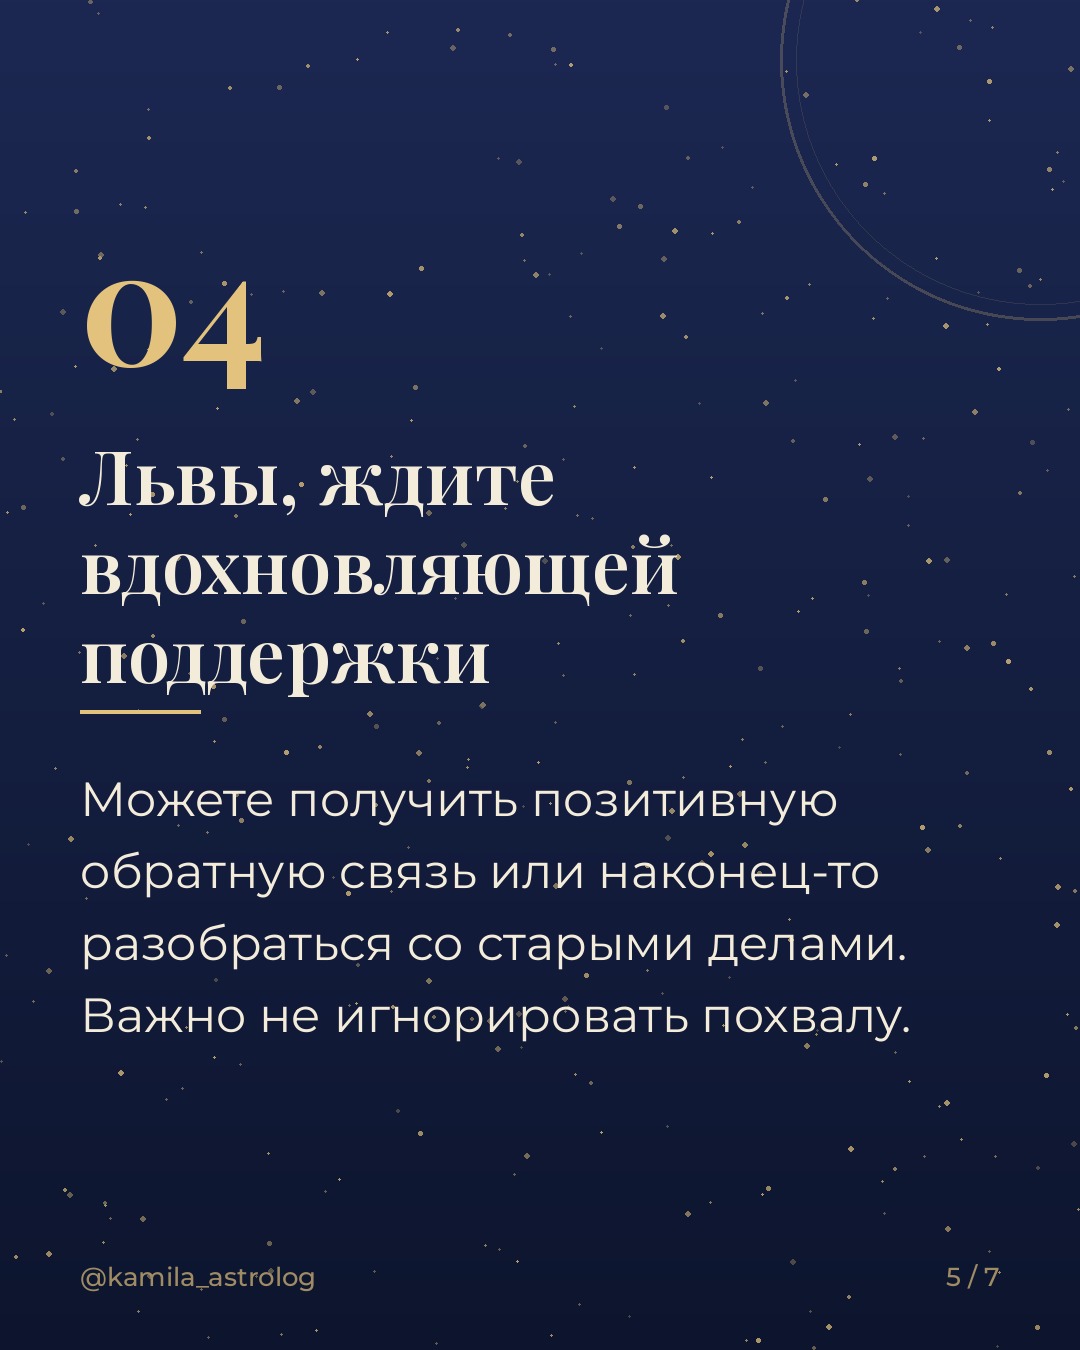 04
Львы, ждите
вдохновляющей
поддержки
Можете получить позитивную
обратную связь или наконец-то
разобраться со старыми делами.
Важно не игнорировать похвалу.
@kamila_astrolog
5 / 7